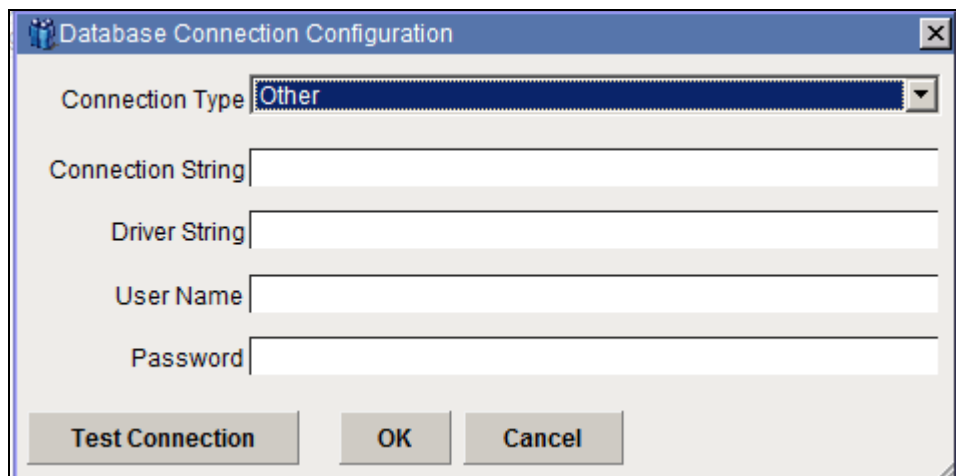 Database Connection Configuration
Connection Type Other
Connection String
Driver String
User Name
Password
Test Connection OK Cancel